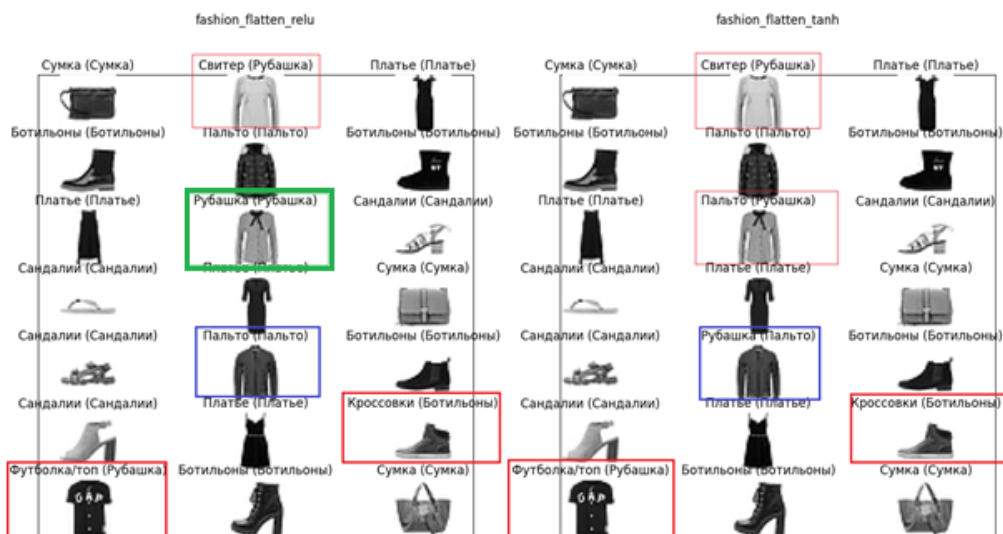 fashion_flatten_relu fashion_flatten_tanh
Сумка (Сумка) Свитер (Рубашка) Платье (Платье) Сумка (Сумка) Свитер (Рубашка) Платье (Платье)
Ботильоны (Ботильоны) Пальто (Пальто) Ботильоны (Ботильоны) Ботильоны (Ботильоны) Пальто (Пальто) Ботильоны (Ботильоны)
Платье (Платье) Рубашка (Рубашка) Сандалии (Сандалии) Платье (Платье) Пальто (Рубашка) Сандалии (Сандалии)
Сандалии (Сандалии) Платье (Платье) Сумка (Сумка) Сандалии (Сандалии) Платье (Платье) Сумка (Сумка)
Сандалии (Сандалии) Пальто (Пальто) Ботильоны (Ботильоны) Сандалии (Сандалии) Рубашка (Пальто) Ботильоны (Ботильоны)
Сандалии (Сандалии) Платье (Платье) Кроссовки (Ботильоны) Сандалии (Сандалии) Платье (Платье) Кроссовки (Ботильоны)
Футболка/топ (Рубашка) Ботильоны (Ботильоны) Сумка (Сумка) Футболка/топ (Рубашка) Ботильоны (Ботильоны) Сумка (Сумка)
GAP GAP